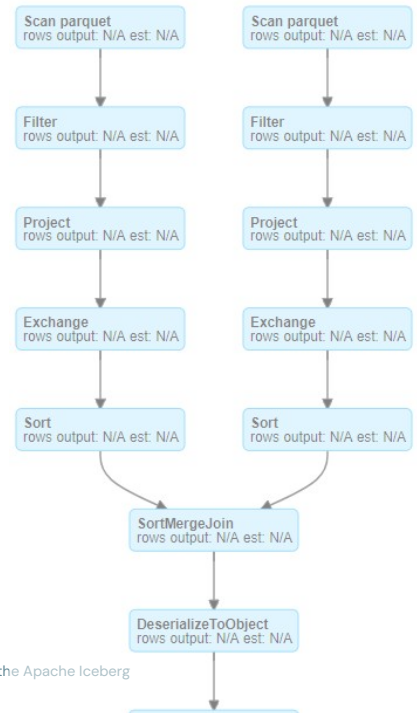 Scan parquet
rows output: N/A est: N/A
Scan parquet
rows output: N/A est: N/A
Filter
rows output: N/A est: N/A
Filter
rows output: N/A est: N/A
Project
rows output: N/A est: N/A
Project
rows output: N/A est: N/A
Exchange
rows output: N/A est: N/A
Exchange
rows output: N/A est: N/A
Sort
rows output: N/A est: N/A
Sort
rows output: N/A est: N/A
SortMergeJoin
rows output: N/A est: N/A
DeserializeToObject
rows output: N/A est: N/A
the Apache Iceberg